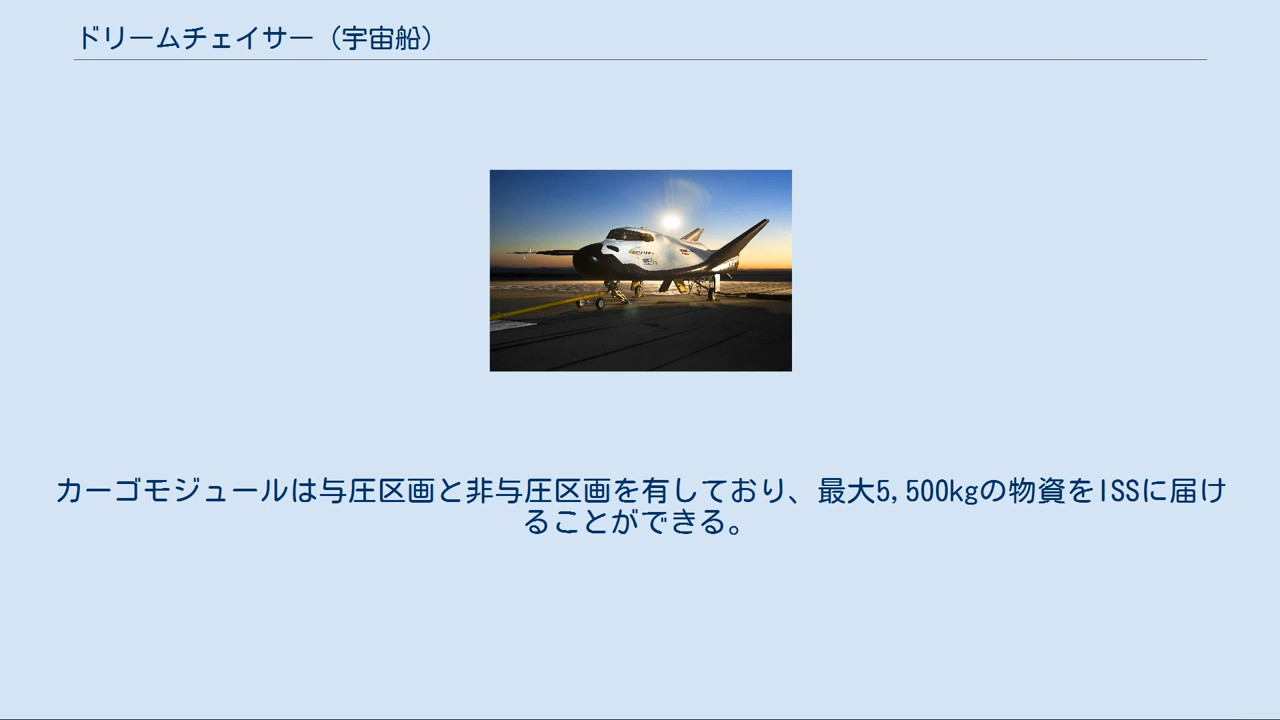 ドリームチェイサー（宇宙船）
カーゴモジュールは与圧区画と非与圧区画を有しており、最大5,500kgの物資をISSに届け
ることができる。